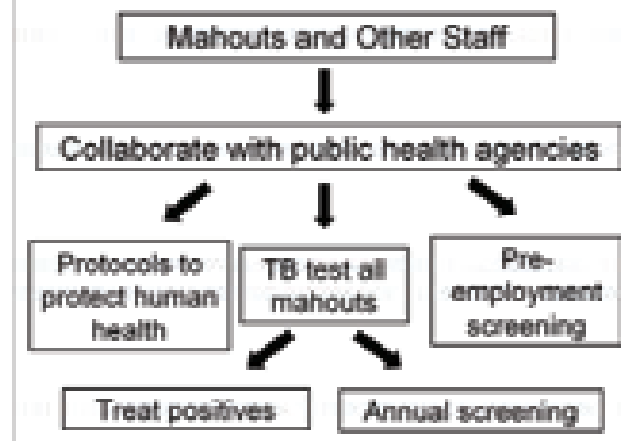 Mahouts and Other Staff
Collaborate with public health agencies
Protocols to
protect human
health
TB test all
mahouts
Pre-
employment
screening
Treat positives
Annual screening